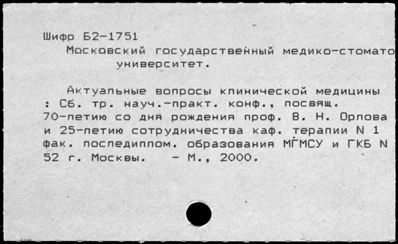 Шифр Б2-1751
Московский государственный медико-стомато
университет.
Актуальные вопросы клинической медицины
: Сб. тр. науч.-практ. конф., посвящ.
70-летию со дня рождения проф. В. Н. Орлова
и 25-летию сотрудничества каф. терапии N 1
фак. последиплом. образования МГМСУ и ГКБ N
52 г. Москвы. - М., 2000.